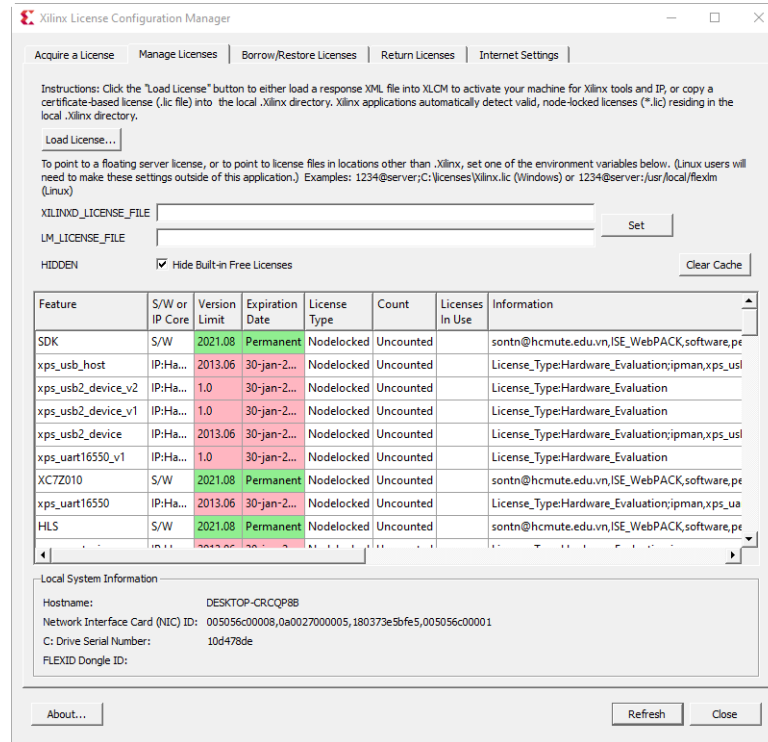 Xilinx License Configuration Manager
Acquire a License Manage Licenses Borrow/Restore Licenses Return Licenses Internet Settings
Instructions: Click the "Load License" button to either load a response XML file into XLCM to activate your machine for Xilinx tools and IP, or copy a
certificate-based license (.lic file) into the local .Xilinx directory. Xilinx applications automatically detect valid, node-locked licenses (*.lic) residing in the
local .Xilinx directory.
Load License...
To point to a floating server license, or to point to license files in locations other than .Xilinx, set one of the environment variables below. (Linux users will
need to make these settings outside of this application.) Examples: 1234@server;C:\licenses\Xilinx.lic (Windows) or 1234@server:/usr/local/flexlm
(Linux)
XILINXD_LICENSE_FILE
Set
LM_LICENSE_FILE
HIDDEN Hide Built-in Free Licenses Clear Cache
Feature S/W or IP Core Version Limit Expiration Date License Type Count Licenses In Use Information
SDK S/W 2021.08 Permanent Nodelocked Uncounted sontn@hcmute.edu.vn,ISE_WebPACK,software,pe
xps_usb_host IP:Ha... 2013.06 30-jan-2... Nodelocked Uncounted License_Type:Hardware_Evaluation;ipman,xps_usl
xps_usb2_device_v2 IP:Ha... 1.0 30-jan-2... Nodelocked Uncounted License_Type:Hardware_Evaluation
xps_usb2_device_v1 IP:Ha... 1.0 30-jan-2... Nodelocked Uncounted License_Type:Hardware_Evaluation
xps_usb2_device IP:Ha... 2013.06 30-jan-2... Nodelocked Uncounted License_Type:Hardware_Evaluation;ipman,xps_usl
xps_uart16550_v1 IP:Ha... 1.0 30-jan-2... Nodelocked Uncounted License_Type:Hardware_Evaluation
XC7Z010 S/W 2021.08 Permanent Nodelocked Uncounted sontn@hcmute.edu.vn,ISE_WebPACK,software,pe
xps_uart16550 IP:Ha... 2013.06 30-jan-2... Nodelocked Uncounted License_Type:Hardware_Evaluation;ipman,xps_ua
HLS S/W 2021.08 Permanent Nodelocked Uncounted sontn@hcmute.edu.vn,ISE_WebPACK,software,pe
Local System Information
Hostname: DESKTOP-CRCQP8B
Network Interface Card (NIC) ID: 005056c00008,0a0027000005,180373e5bfe5,005056c00001
C: Drive Serial Number: 10d478de
FLEXID Dongle ID:
About... Refresh Close